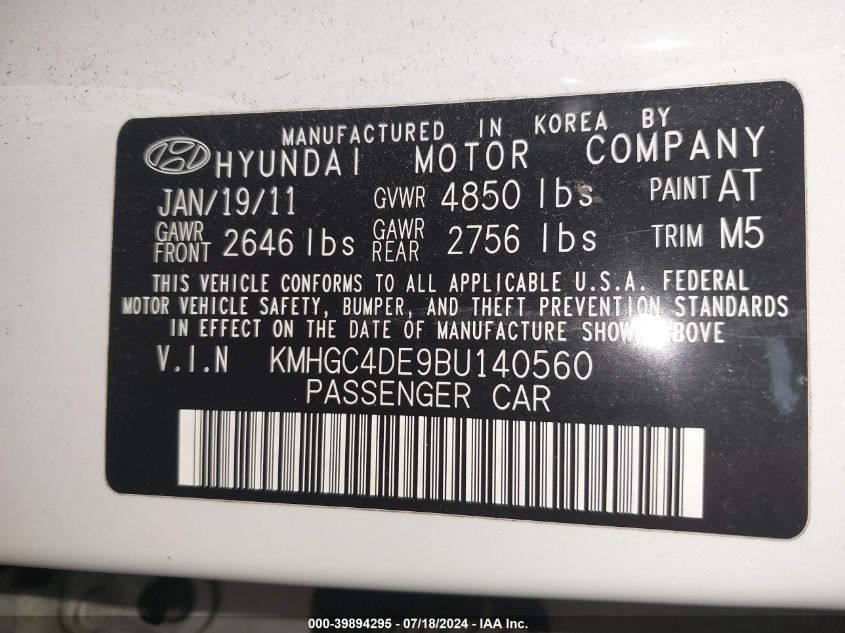 MANUFACTURED IN KOREA BY
HYUNDAI MOTOR COMPANY
JAN/19/11 GVWR 4850 lbs PAINT AT
GAWR FRONT 2646 lbs GAWR REAR 2756 lbs TRIM M5
THIS VEHICLE CONFORMS TO ALL APPLICABLE U.S.A. FEDERAL
MOTOR VEHICLE SAFETY, BUMPER, AND THEFT PREVENTION STANDARDS
IN EFFECT ON THE DATE OF MANUFACTURE SHOWN ABOVE
V.I.N KMHGC4DE9BU140560
PASSENGER CAR
000-39894295 - 07/18/2024 - IAA Inc.